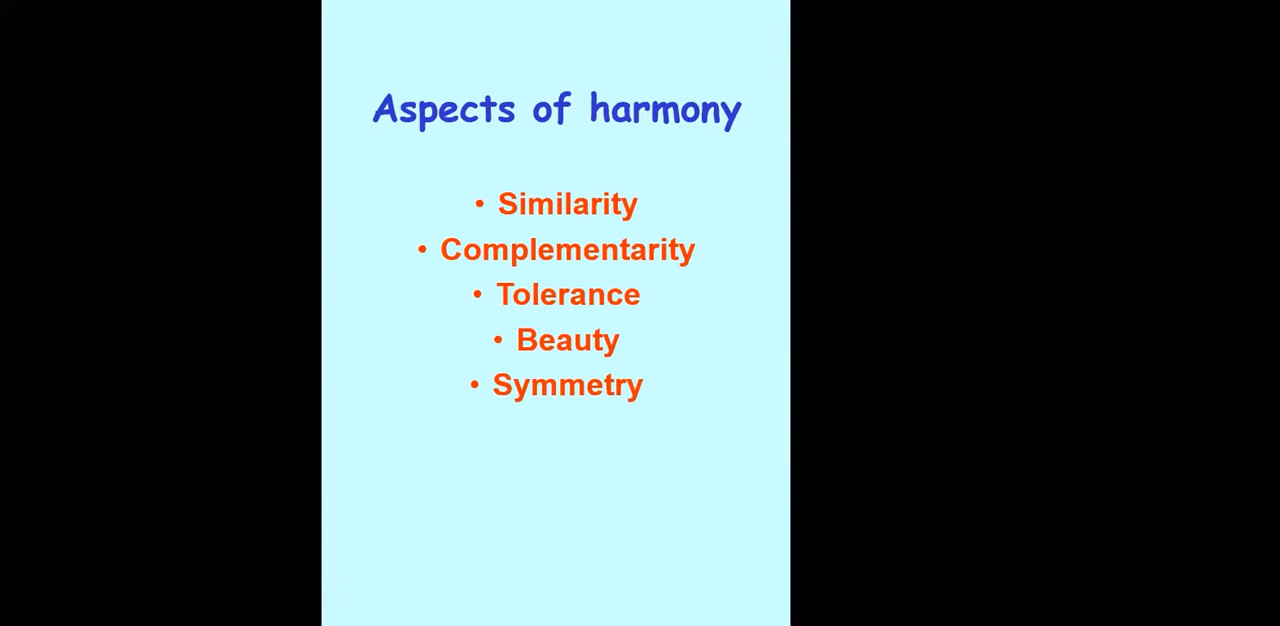 Aspects of harmony
• Similarity
• Complementarity
• Tolerance
• Beauty
• Symmetry